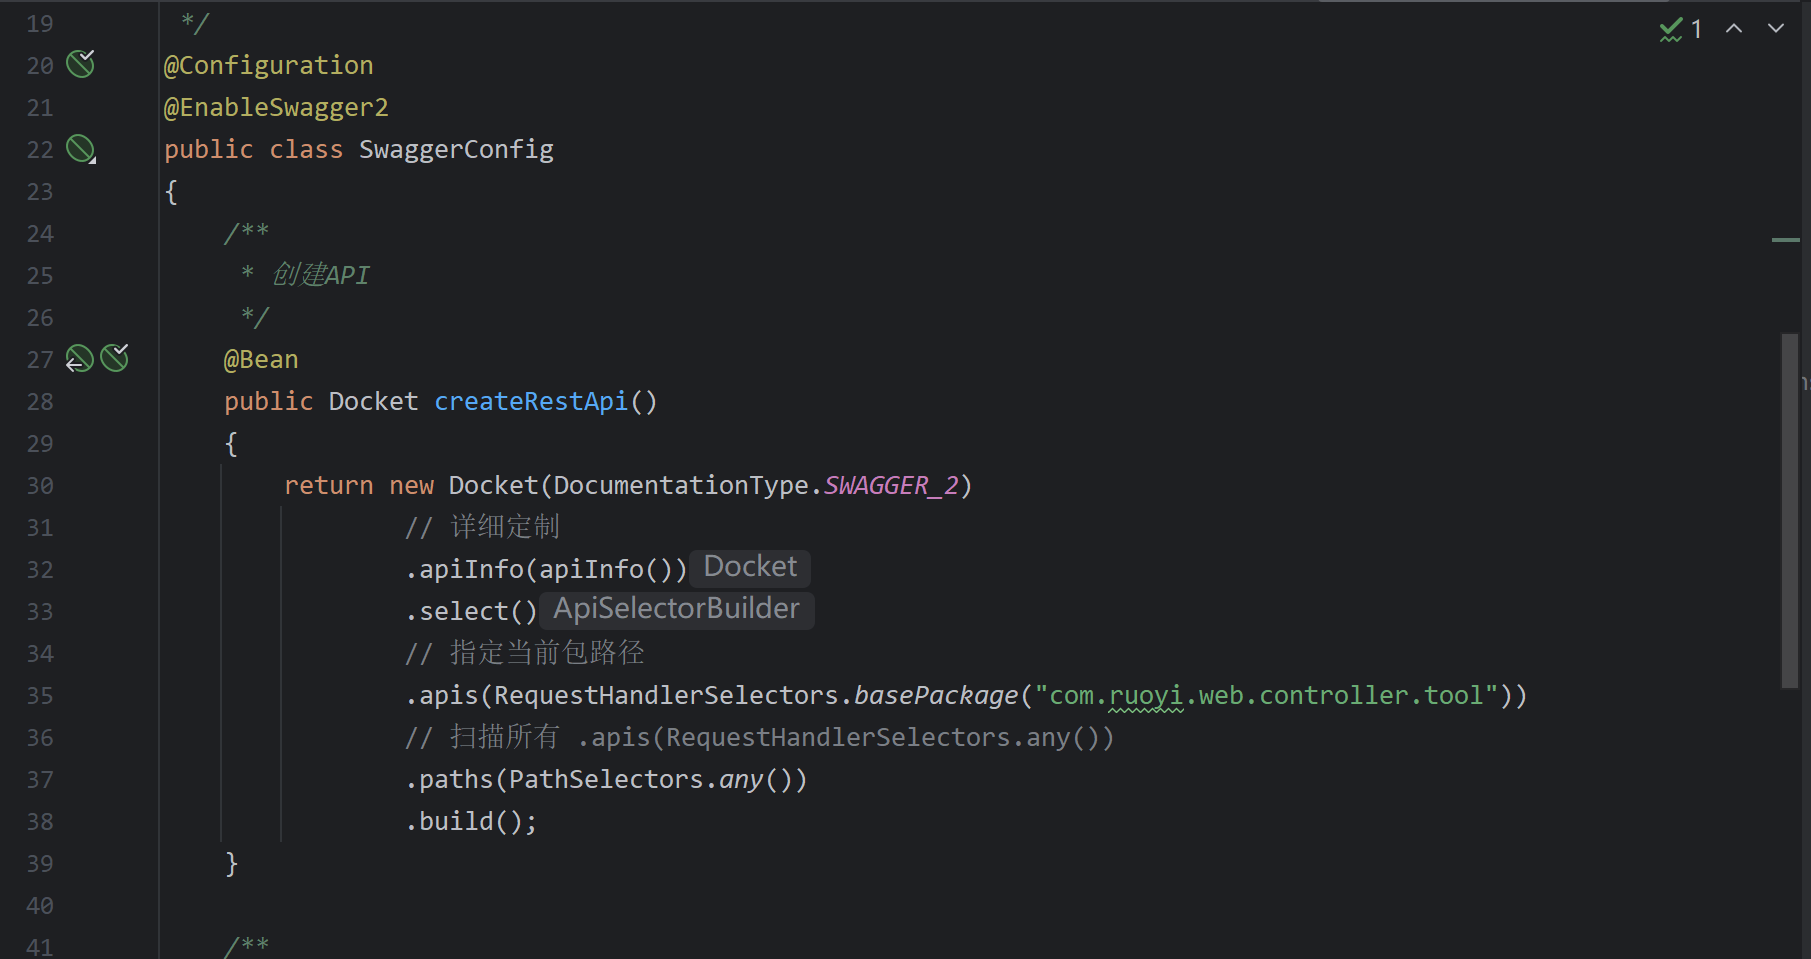 19 */
1
20 @Configuration
21 @EnableSwagger2
22 public class SwaggerConfig
23 {
24 /**
25 * 创建API
26 */
27 @Bean
28 public Docket createRestApi()
29 {
30 return new Docket(DocumentationType.SWAGGER_2)
31 // 详细定制
32 .apiInfo(apiInfo()) Docket
33 .select() ApiSelectorBuilder
34 // 指定当前包路径
35 .apis(RequestHandlerSelectors.basePackage("com.ruoyi.web.controller.tool"))
36 // 扫描所有 .apis(RequestHandlerSelectors.any())
37 .paths(PathSelectors.any())
38 .build();
39 }
40
41 /**